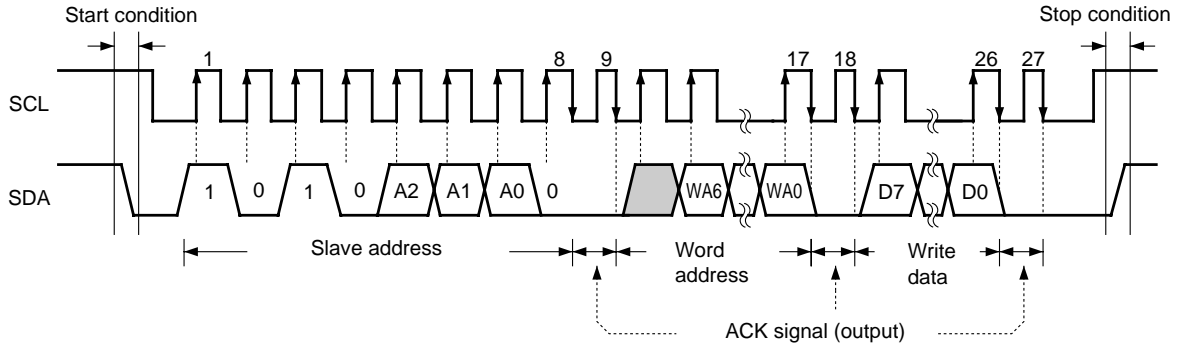 Start condition
Stop condition
1 8 9 17 18 26 27
SCL
SDA
1 0 1 0 A2 A1 A0 0 WA6 WA0 D7 D0
Slave address
Word
address
Write
data
ACK signal (output)